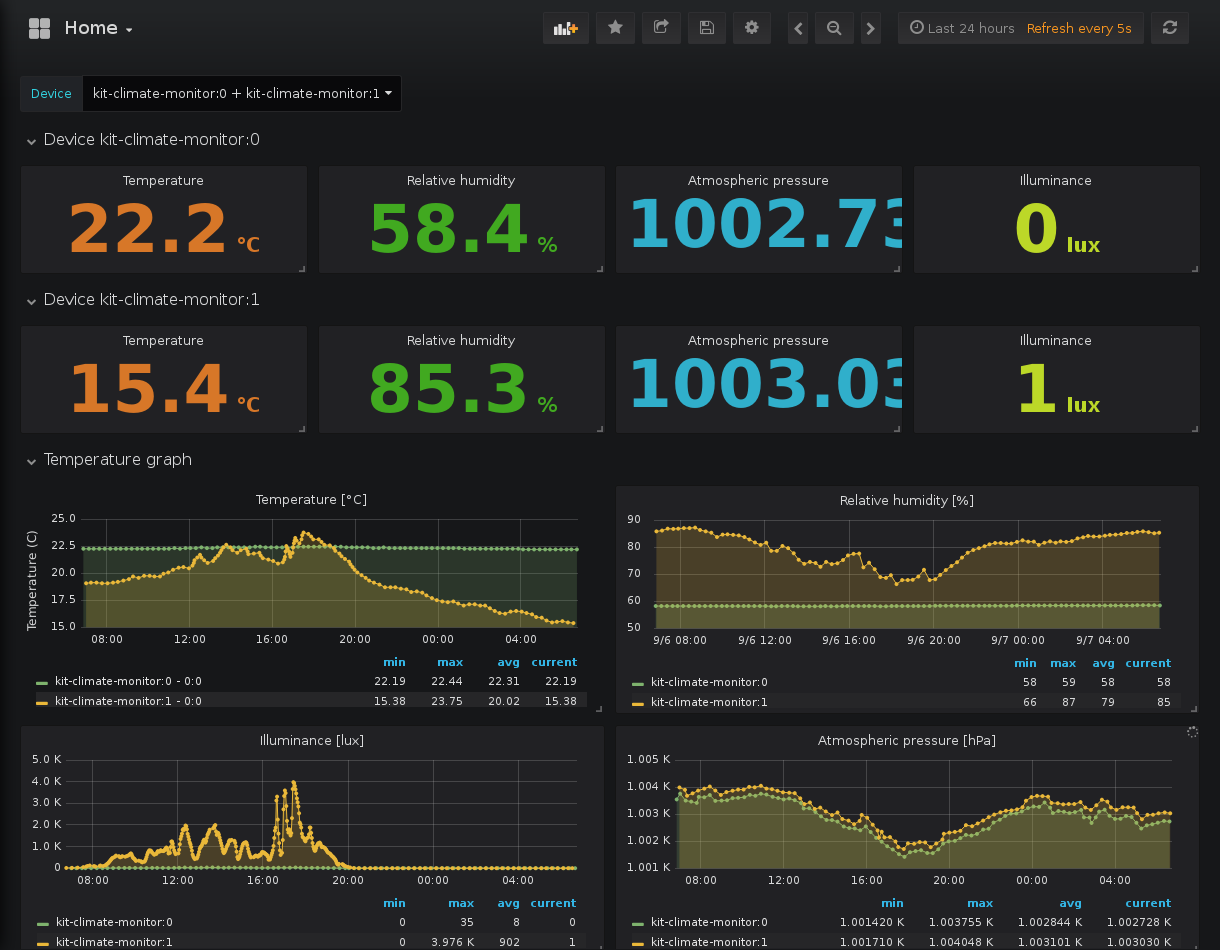 Home
Last 24 hours Refresh every 5s
Device kit-climate-monitor:0 + kit-climate-monitor:1
Device kit-climate-monitor:0
Temperature
22.2 °C
Relative humidity
58.4 %
Atmospheric pressure
1002.73
Illuminance
0 lux
Device kit-climate-monitor:1
Temperature
15.4 °C
Relative humidity
85.3 %
Atmospheric pressure
1003.03
Illuminance
1 lux
Temperature graph
Temperature [°C]
Temperature (C)
25.0
22.5
20.0
17.5
15.0
08:00 12:00 16:00 20:00 00:00 04:00
min max avg current
kit-climate-monitor:0 - 0:0 22.19 22.44 22.31 22.19
kit-climate-monitor:1 - 0:0 15.38 23.75 20.02 15.38
Relative humidity [%]
90
80
70
60
50
9/6 08:00 9/6 12:00 9/6 16:00 9/6 20:00 9/7 00:00 9/7 04:00
min max avg current
kit-climate-monitor:0 58 59 58 58
kit-climate-monitor:1 66 87 79 85
Illuminance [lux]
5.0 K
4.0 K
3.0 K
2.0 K
1.0 K
0
08:00 12:00 16:00 20:00 00:00 04:00
min max avg current
kit-climate-monitor:0 0 35 8 0
kit-climate-monitor:1 0 3.976 K 902 1
Atmospheric pressure [hPa]
1.005 K
1.004 K
1.003 K
1.002 K
1.001 K
08:00 12:00 16:00 20:00 00:00 04:00
min max avg current
kit-climate-monitor:0 1.001420 K 1.003755 K 1.002844 K 1.002728 K
kit-climate-monitor:1 1.001710 K 1.004048 K 1.003101 K 1.003030 K